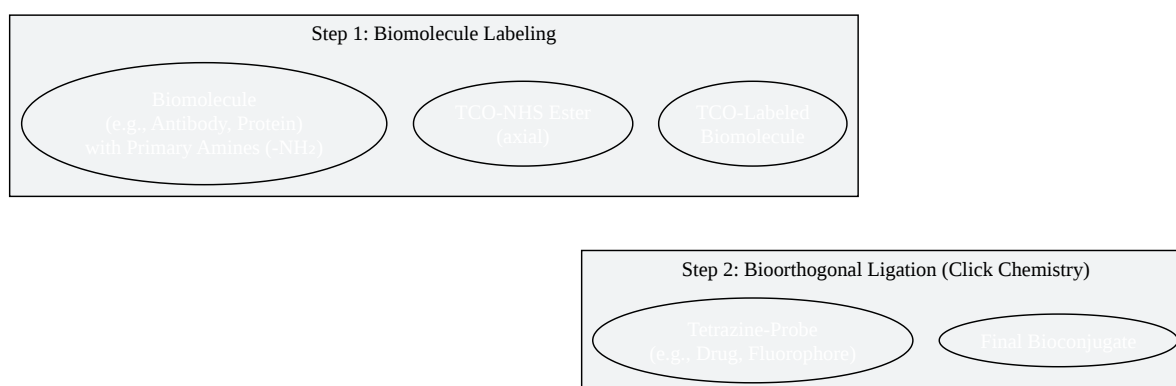 Step 1: Biomolecule Labeling
Biomolecule
(e.g., Antibody, Protein)
with Primary Amines (-NH₂)
TCO-NHS Ester
(axial)
TCO-Labeled
Biomolecule
Step 2: Bioorthogonal Ligation (Click Chemistry)
Tetrazine-Probe
(e.g., Drug, Fluorophore)
Final Bioconjugate